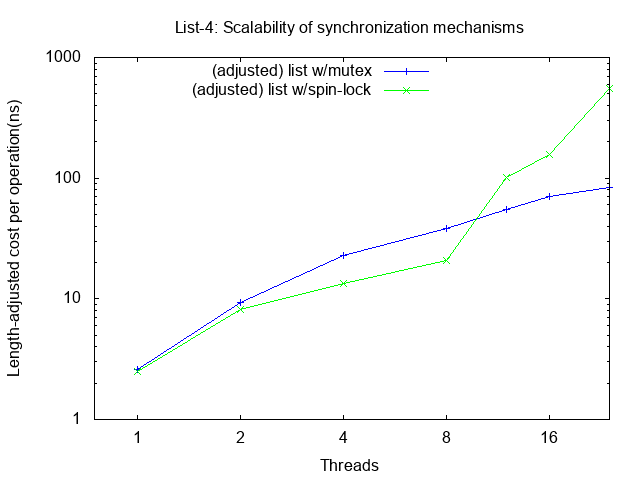 List-4: Scalability of synchronization mechanisms
1000
(adjusted) list w/mutex
(adjusted) list w/spin-lock
100
10
1
Length-adjusted cost per operation(ns)
1 2 4 8 16
Threads